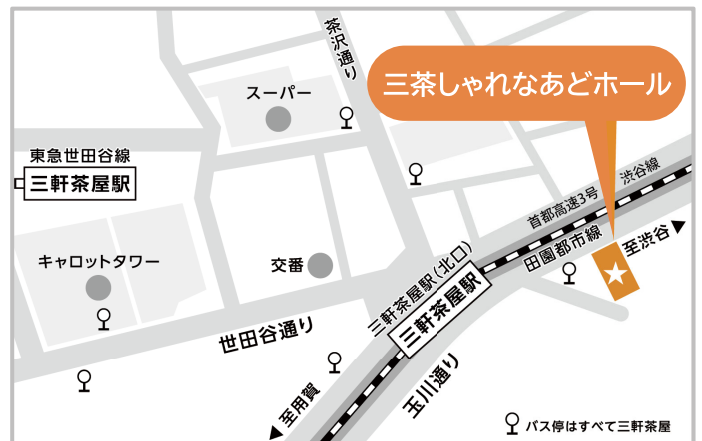 茶沢通り
スーパー
三茶しゃれなあどホール
東急世田谷線
三軒茶屋駅
首都高速3号
渋谷線
田園都市線
至渋谷
キャロットタワー
交番
三軒茶屋駅(北口)
三軒茶屋駅
世田谷通り
玉川通り
至用賀
バス停はすべて三軒茶屋